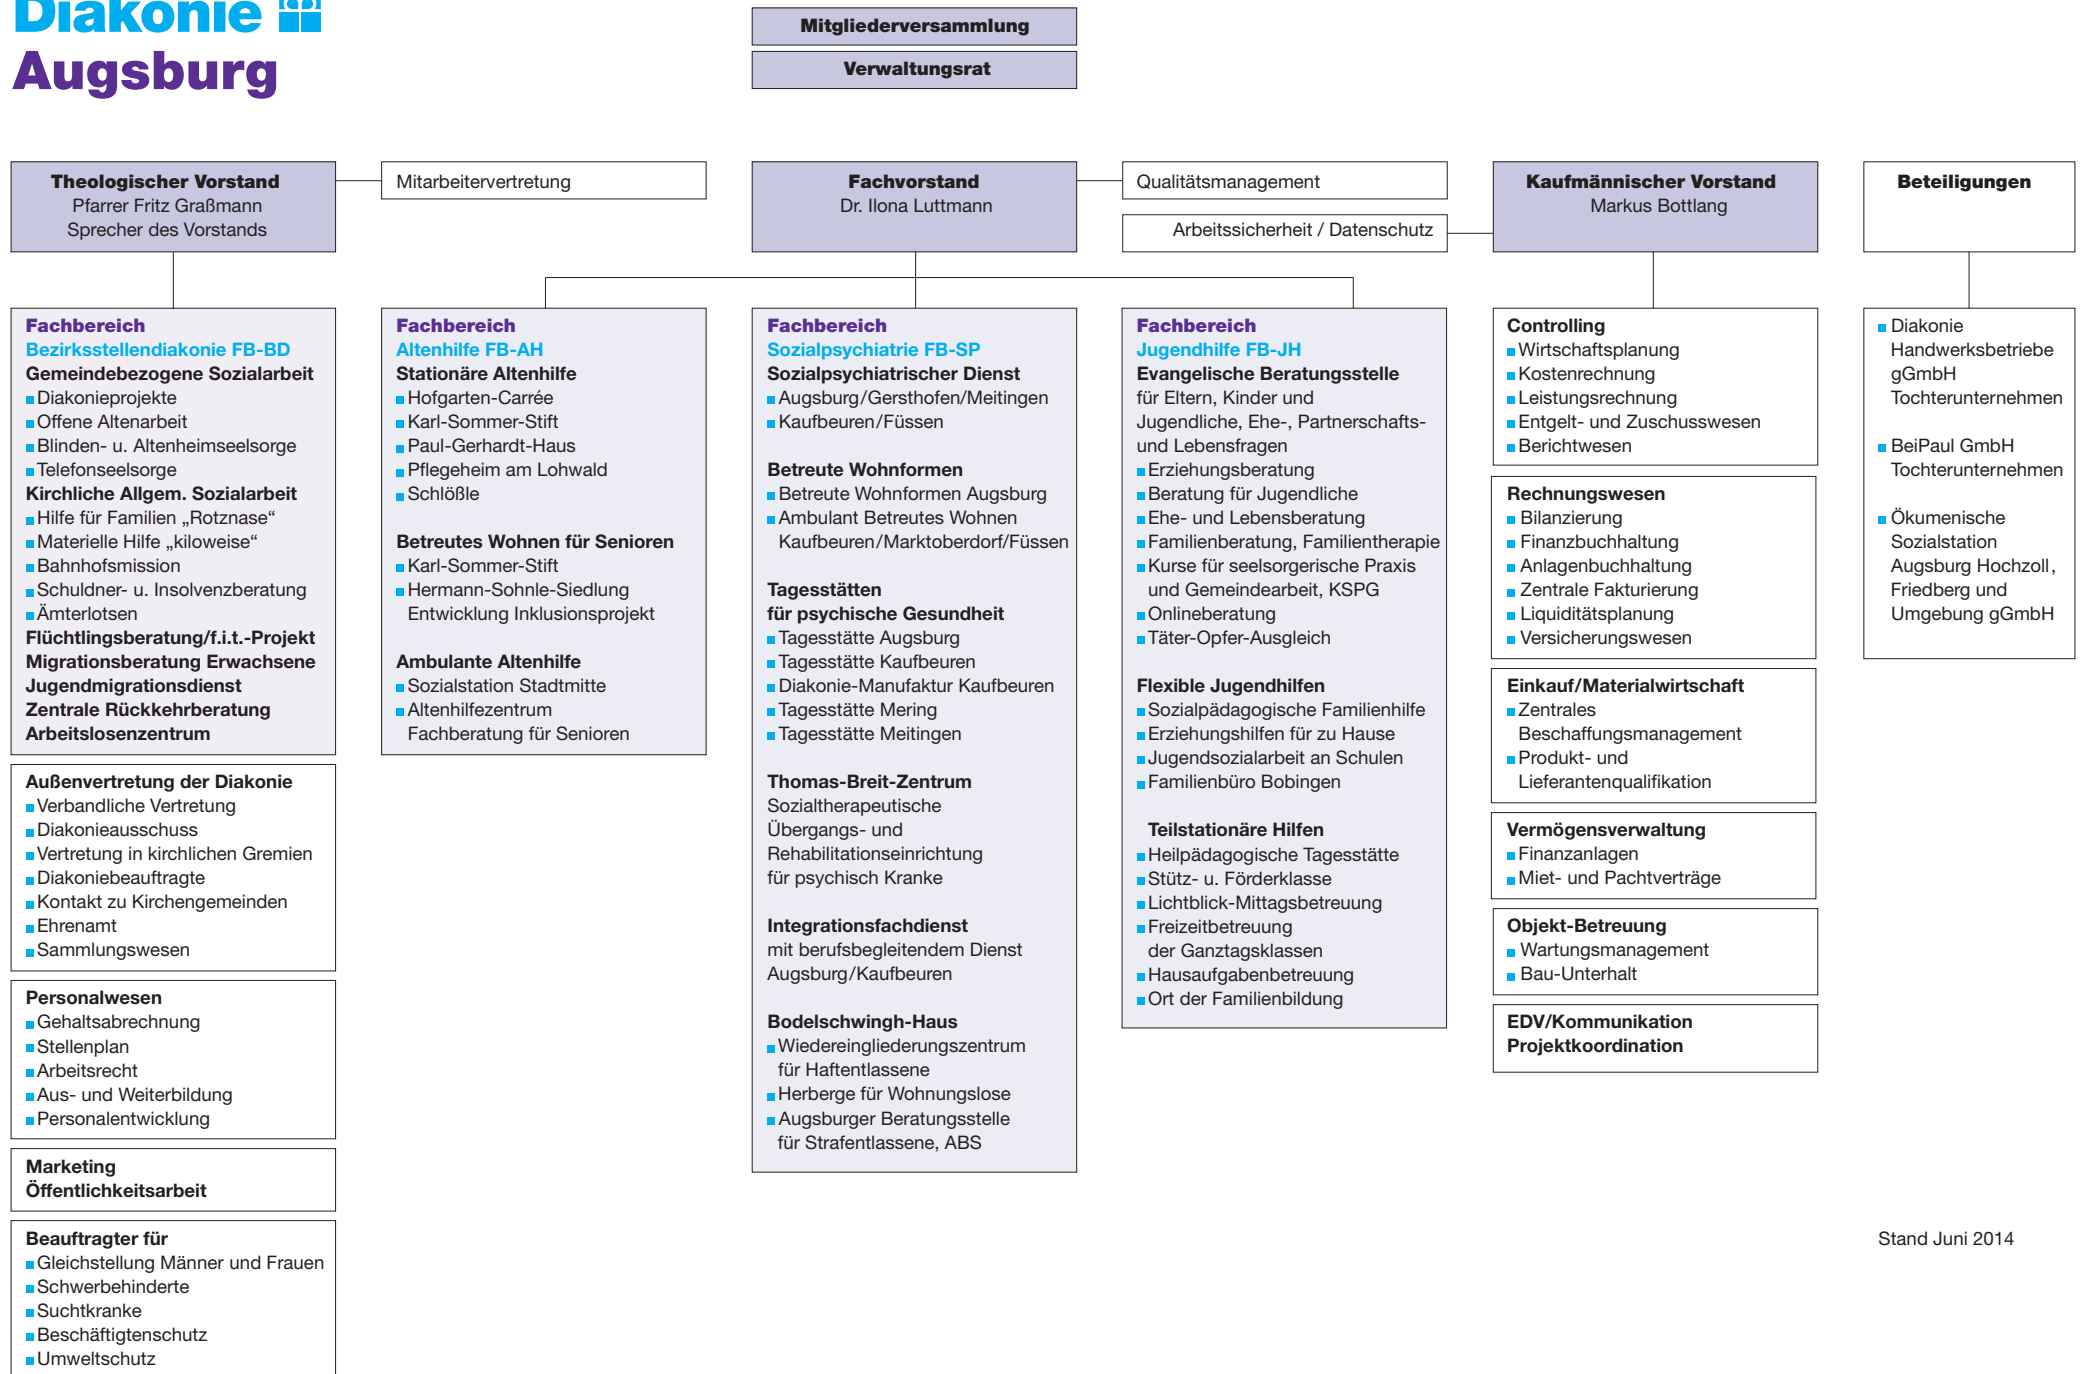 Diakonie
Augsburg
Mitgliederversammlung
Verwaltungsrat
Theologischer Vorstand
Pfarrer Fritz Graßmann
Sprecher des Vorstands
Mitarbeitervertretung
Fachvorstand
Dr. Ilona Luttmann
Qualitätsmanagement
Arbeitssicherheit / Datenschutz
Kaufmännischer Vorstand
Markus Bottlang
Beteiligungen
Fachbereich
Bezirksstellendiakonie FB-BD
Gemeindebezogene Sozialarbeit
Diakonieprojekte
Offene Altenarbeit
Blinden- u. Altenheimseelsorge
Telefonseelsorge
Kirchliche Allgem. Sozialarbeit
Hilfe für Familien „Rotznase“
Materielle Hilfe „kiloweise“
Bahnhofsmission
Schuldner- u. Insolvenzberatung
Ämterlotsen
Flüchtlingsberatung/f.i.t.-Projekt
Migrationsberatung Erwachsene
Jugendmigrationsdienst
Zentrale Rückkehrberatung
Arbeitslosenzentrum
Außenvertretung der Diakonie
Verbandliche Vertretung
Diakonieausschuss
Vertretung in kirchlichen Gremien
Diakoniebeauftragte
Kontakt zu Kirchengemeinden
Ehrenamt
Sammlungswesen
Personalwesen
Gehaltsabrechnung
Stellenplan
Arbeitsrecht
Aus- und Weiterbildung
Personalentwicklung
Marketing
Öffentlichkeitsarbeit
Beauftragter für
Gleichstellung Männer und Frauen
Schwerbehinderte
Suchtkranke
Beschäftigtenschutz
Umweltschutz
Fachbereich
Altenhilfe FB-AH
Stationäre Altenhilfe
Hofgarten-Carrée
Karl-Sommer-Stift
Paul-Gerhardt-Haus
Pflegeheim am Lohwald
Schlößle
Betreutes Wohnen für Senioren
Karl-Sommer-Stift
Hermann-Sohnle-Siedlung
Entwicklung Inklusionsprojekt
Ambulante Altenhilfe
Sozialstation Stadtmitte
Altenhilfezentrum
Fachberatung für Senioren
Fachbereich
Sozialpsychiatrie FB-SP
Sozialpsychiatrischer Dienst
Augsburg/Gersthofen/Meitingen
Kaufbeuren/Füssen
Betreute Wohnformen
Betreute Wohnformen Augsburg
Ambulant Betreutes Wohnen
Kaufbeuren/Marktoberdorf/Füssen
Tagesstätten
für psychische Gesundheit
Tagesstätte Augsburg
Tagesstätte Kaufbeuren
Diakonie-Manufaktur Kaufbeuren
Tagesstätte Mering
Tagesstätte Meitingen
Thomas-Breit-Zentrum
Sozialtherapeutische
Übergangs- und
Rehabilitationseinrichtung
für psychisch Kranke
Integrationsfachdienst
mit berufsbegleitendem Dienst
Augsburg/Kaufbeuren
Bodelschwingh-Haus
Wiedereingliederungszentrum
für Haftentlassene
Herberge für Wohnungslose
Augsburger Beratungsstelle
für Strafentlassene, ABS
Fachbereich
Jugendhilfe FB-JH
Evangelische Beratungsstelle
für Eltern, Kinder und
Jugendliche, Ehe-, Partnerschafts-
und Lebensfragen
Erziehungsberatung
Beratung für Jugendliche
Ehe- und Lebensberatung
Familienberatung, Familientherapie
Kurse für seelsorgerische Praxis
und Gemeindearbeit, KSPG
Onlineberatung
Täter-Opfer-Ausgleich
Flexible Jugendhilfen
Sozialpädagogische Familienhilfe
Erziehungshilfen für zu Hause
Jugendsozialarbeit an Schulen
Familienbüro Bobingen
Teilstationäre Hilfen
Heilpädagogische Tagesstätte
Stütz- u. Förderklasse
Lichtblick-Mittagsbetreuung
Freizeitbetreuung
der Ganztagsklassen
Hausaufgabenbetreuung
Ort der Familienbildung
Controlling
Wirtschaftsplanung
Kostenrechnung
Leistungsrechnung
Entgelt- und Zuschusswesen
Berichtwesen
Rechnungswesen
Bilanzierung
Finanzbuchhaltung
Anlagenbuchhaltung
Zentrale Fakturierung
Liquiditätsplanung
Versicherungswesen
Einkauf/Materialwirtschaft
Zentrales
Beschaffungsmanagement
Produkt- und
Lieferantenqualifikation
Vermögensverwaltung
Finanzanlagen
Miet- und Pachtverträge
Objekt-Betreuung
Wartungsmanagement
Bau-Unterhalt
EDV/Kommunikation
Projektkoordination
Diakonie
Handwerksbetriebe
gGmbH
Tochterunternehmen
BeiPaul GmbH
Tochterunternehmen
Ökumenische
Sozialstation
Augsburg Hochzoll,
Friedberg und
Umgebung gGmbH
Stand Juni 2014